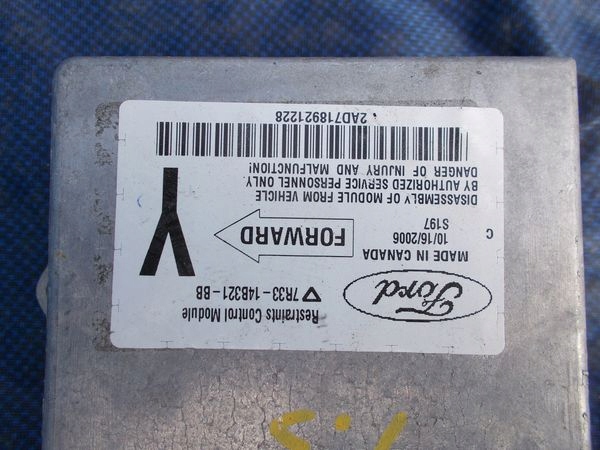 Restraints Control Module
7R33-14B321-BB
Ford
MADE IN CANADA
10/16/2006
S197
C
FORWARD
Y
DISASSEMBLY OF MODULE FROM VEHICLE
BY AUTHORIZED SERVICE PERSONNEL ONLY
DANGER OF INJURY AND MALFUNCTION!
2AD718921228